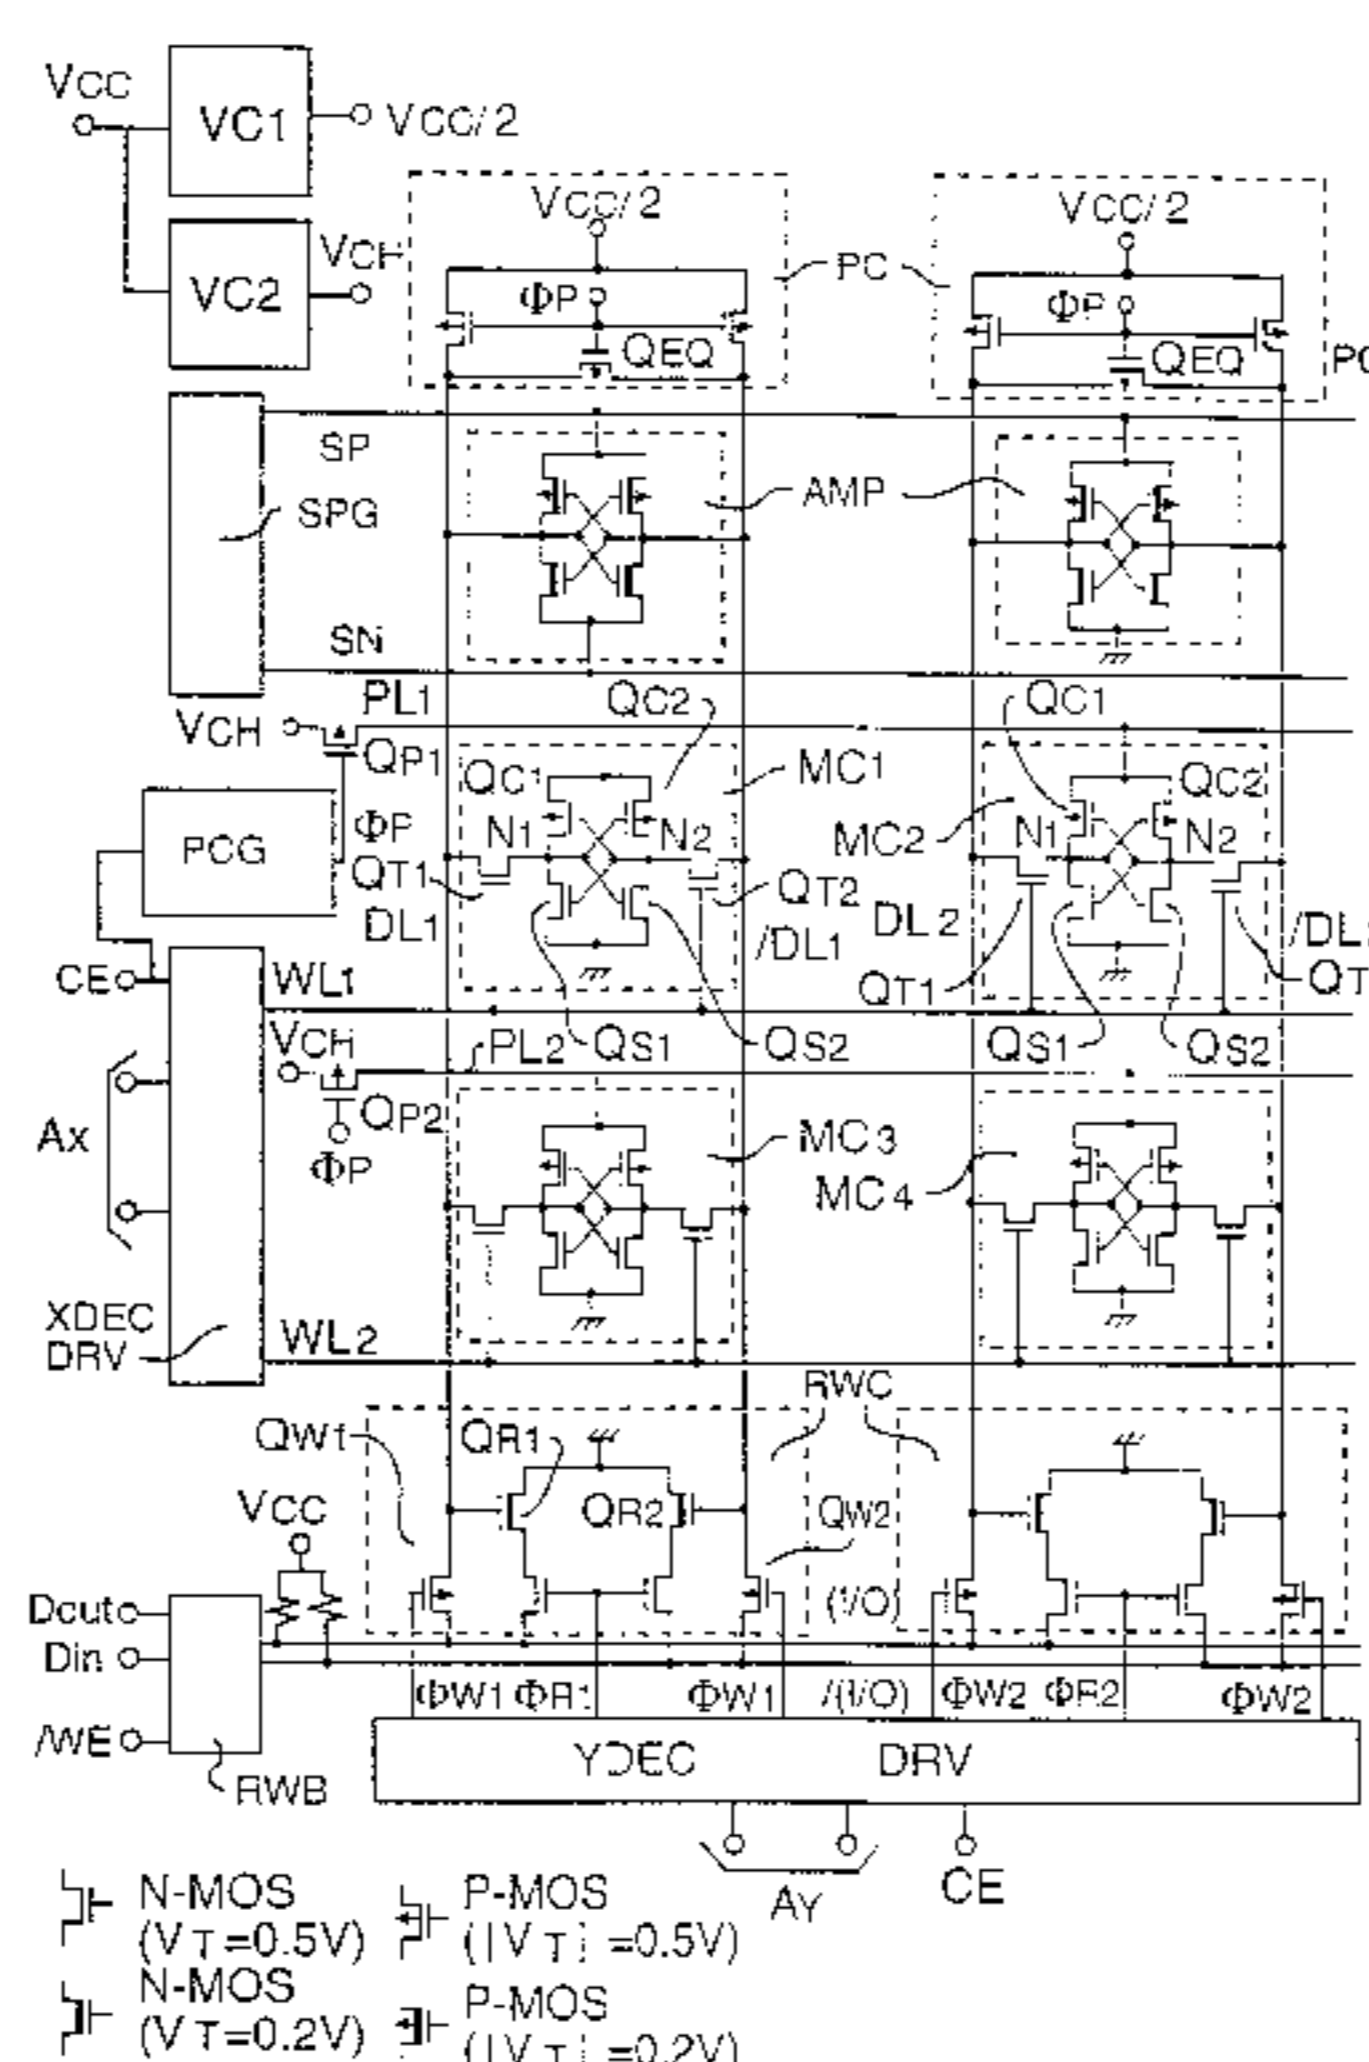 VCC
VC1
VCC/2
VC2
VCH
VCC/2
VCC/2
PC
ΦP
ΦP
QEQ
QEQ
SP
AMP
SPG
SN
PL1
QC2
QC1
VCH
QP1
QC1
MC1
QC2
PCG
ΦP
N1
N2
MC2
N1
N2
QT1
QT2
DL1
/DL1
DL2
CE
WL1
QT1
VCH
PL2
QS1
QS2
QS1
QS2
AX
QP2
ΦP
MC3
MC4
XDEC
DRV
WL2
RWC
QW1
QR1
VCC
QR2
QW2
Dout
(I/O)
Din
ΦW1
ΦR1
ΦW1
/(I/O)
ΦW2
ΦR2
ΦW2
/WE
YDEC DRV
RWB
AY
CE
N-MOS
(VT=0.5V)
P-MOS
(|VT|=0.5V)
N-MOS
(VT=0.2V)
P-MOS
(|VT|=0.2V)